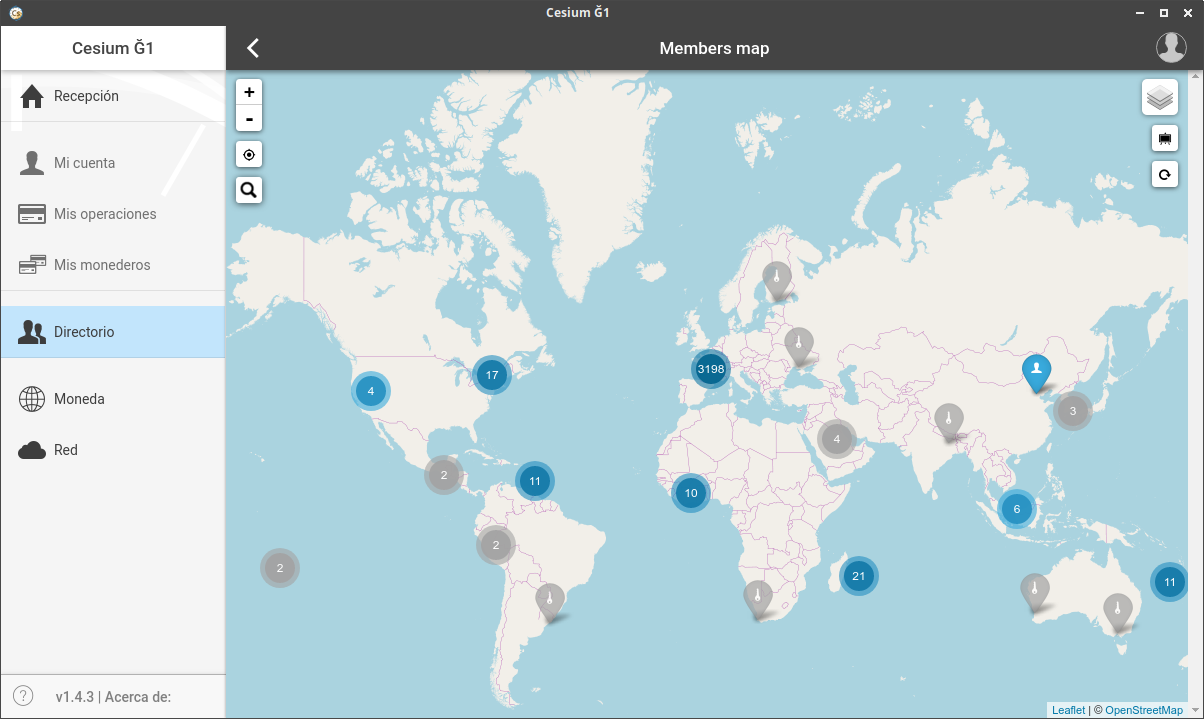 Cesium Ğ1
Cesium Ğ1
Members map
Recepción
Mi cuenta
Mis operaciones
Mis monederos
Directorio
Moneda
Red
v1.4.3 | Acerca de:
+
-
3198
17
4
4
3
2
11
10
6
2
2
21
11
Leaflet | © OpenStreetMap